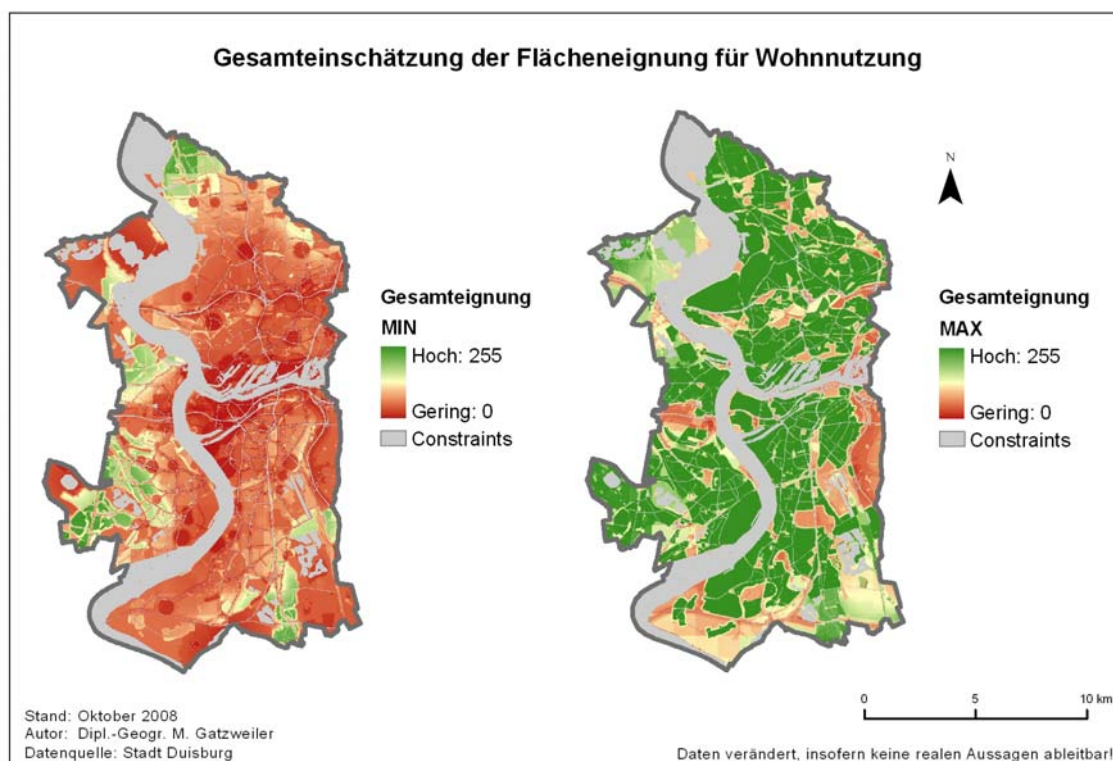 Gesamteinschätzung der Flächeneignung für Wohnnutzung
N
Gesamteignung
MIN
Hoch: 255
Gering: 0
Constraints
Gesamteignung
MAX
Hoch: 255
Gering: 0
Constraints
0 5 10 km
Stand: Oktober 2008
Autor: Dipl.-Geogr. M. Gatzweiler
Datenquelle: Stadt Duisburg
Daten verändert, insofern keine realen Aussagen ableitbar!